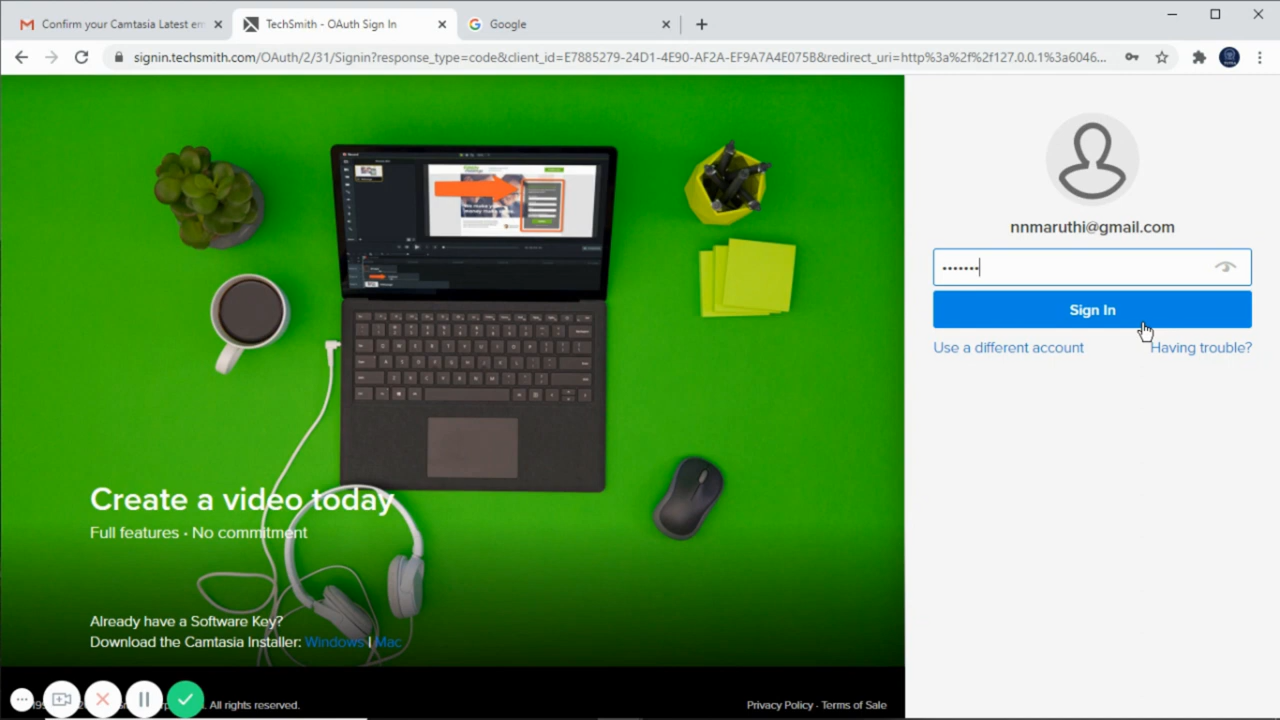 Confirm your Camtasia Latest em
TechSmith - OAuth Sign In
Google
signin.techsmith.com/OAuth/2/31/Signin?response_type=code&client_id=E7885279-24D1-4E90-AF2A-EF9A7A4E075B&redirect_uri=http%3a%2f%2f127.0.0.1%3a6046...
nnmaruthi@gmail.com
Sign In
Use a different account
Having trouble?
Create a video today
Full features · No commitment
Already have a Software Key?
Download the Camtasia Installer: Windows | Mac
All rights reserved.
Privacy Policy · Terms of Sale